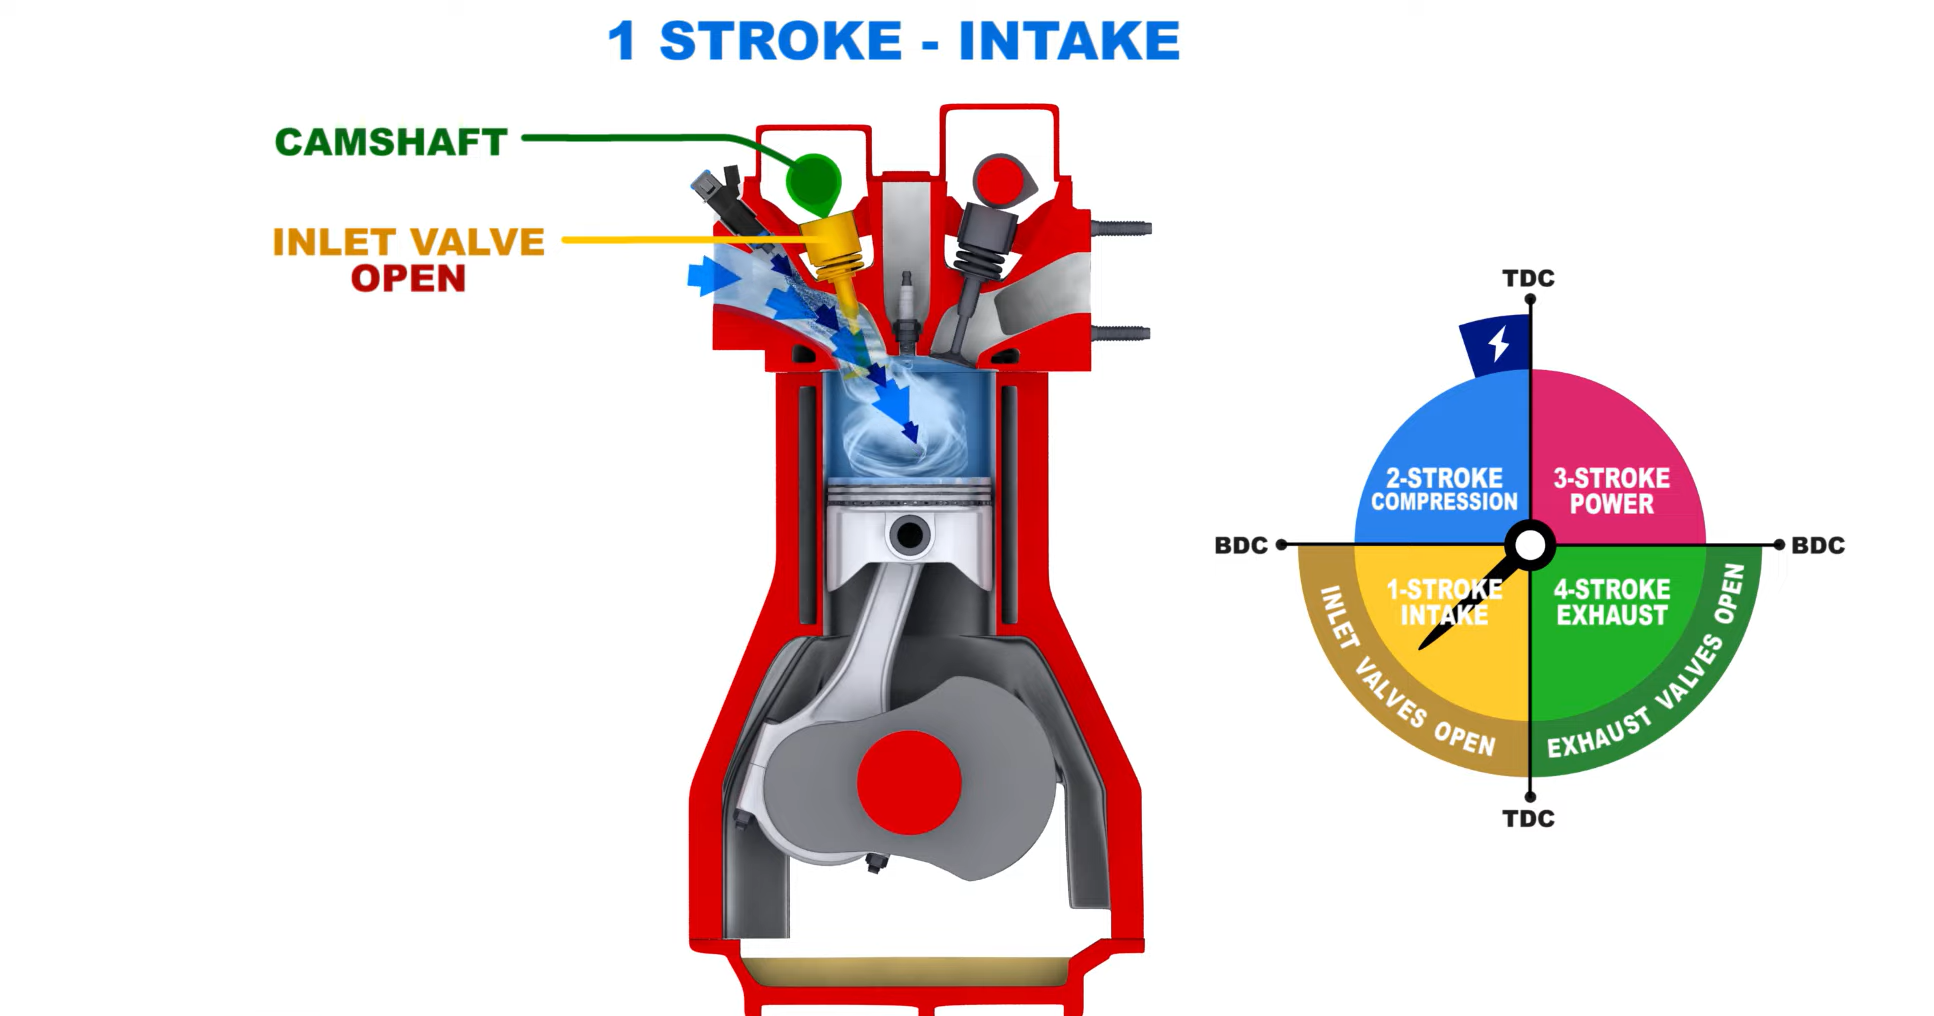 1 STROKE - INTAKE
CAMSHAFT
INLET VALVE
OPEN
TDC
2-STROKE
COMPRESSION
3-STROKE
POWER
BDC
BDC
1-STROKE
INTAKE
4-STROKE
EXHAUST
INLET VALVES OPEN
EXHAUST VALVES OPEN
TDC